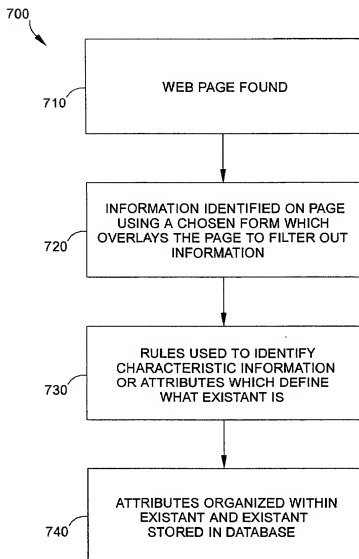 700
710
WEB PAGE FOUND
720
INFORMATION IDENTIFIED ON PAGE
USING A CHOSEN FORM WHICH
OVERLAYS THE PAGE TO FILTER OUT
INFORMATION
730
RULES USED TO IDENTIFY
CHARACTERISTIC INFORMATION
OR ATTRIBUTES WHICH DEFINE
WHAT EXISTANT IS
740
ATTRIBUTES ORGANIZED WITHIN
EXISTANT AND EXISTANT
STORED IN DATABASE